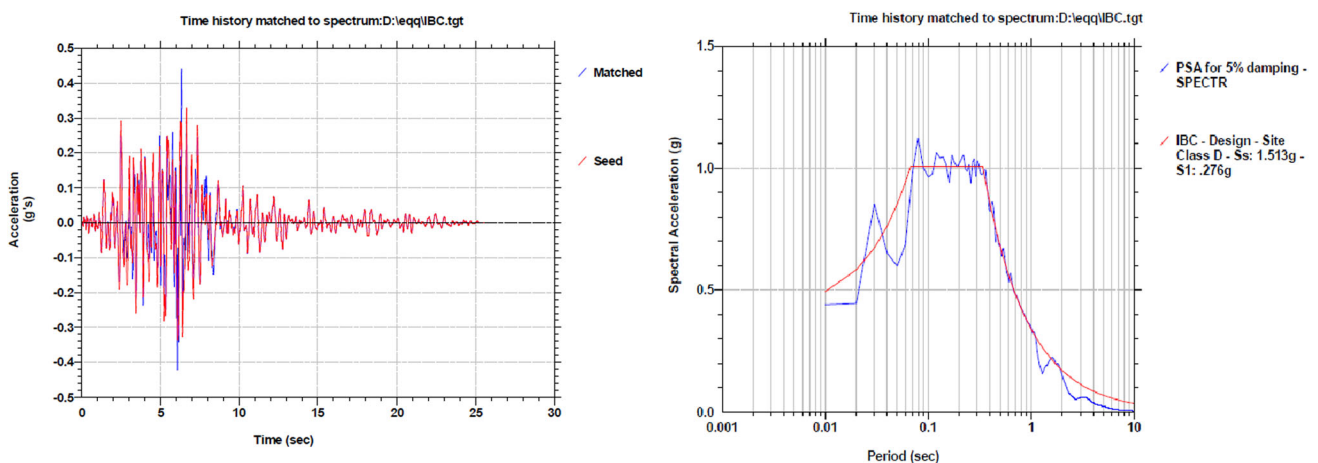 Time history matched to spectrum:D:\eqq\IBC.tgt
0.5
0.4
0.3
0.2
0.1
0.0
-0.1
-0.2
-0.3
-0.4
-0.5
Acceleration
(g's)
0
5
10
15
20
25
30
Time (sec)
Matched
Seed
Time history matched to spectrum:D:\eqq\IBC.tgt
1.5
1.0
0.5
0.0
Spectral Acceleration (g)
0.001
0.01
0.1
1
10
Period (sec)
PSA for 5% damping -
SPECTR
IBC - Design - Site
Class D - Ss: 1.513g -
S1: .276g